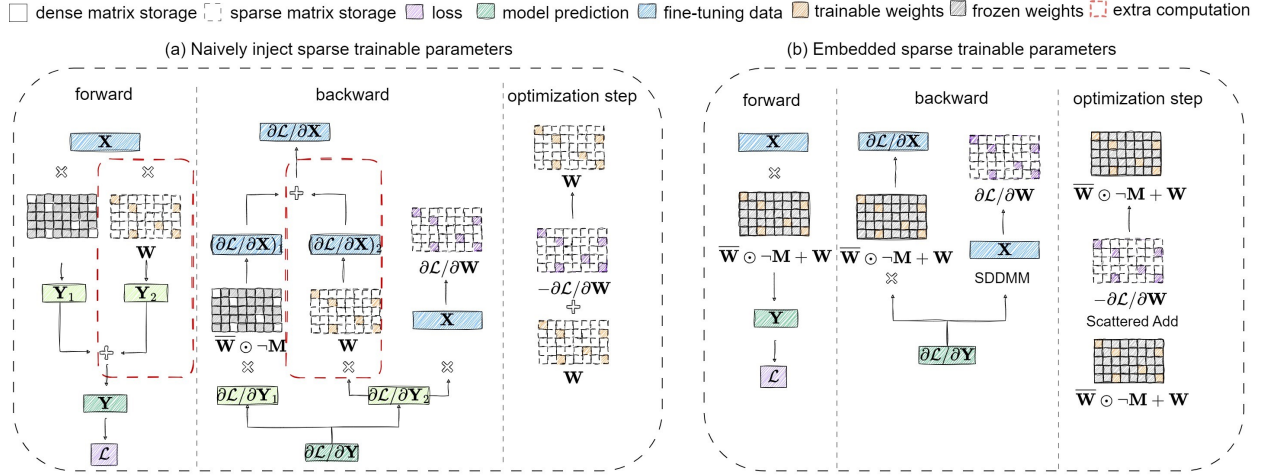 dense matrix storage sparse matrix storage loss model prediction fine-tuning data trainable weights frozen weights extra computation
(a) Naively inject sparse trainable parameters
forward
X
W
Y₁
Y₂
Y
ℒ
backward
∂ℒ/∂X
(∂ℒ/∂X)₁
(∂ℒ/∂X)₂
∂ℒ/∂W
W̅ ⊙ ¬M
W
X
∂ℒ/∂Y₁
∂ℒ/∂Y₂
∂ℒ/∂Y
optimization step
W
−∂ℒ/∂W
W
(b) Embedded sparse trainable parameters
forward
X
W̅ ⊙ ¬M + W
Y
ℒ
backward
∂ℒ/∂X
∂ℒ/∂W
W̅ ⊙ ¬M + W
X
SDDMM
∂ℒ/∂Y
optimization step
W̅ ⊙ ¬M + W
−∂ℒ/∂W
Scattered Add
W̅ ⊙ ¬M + W